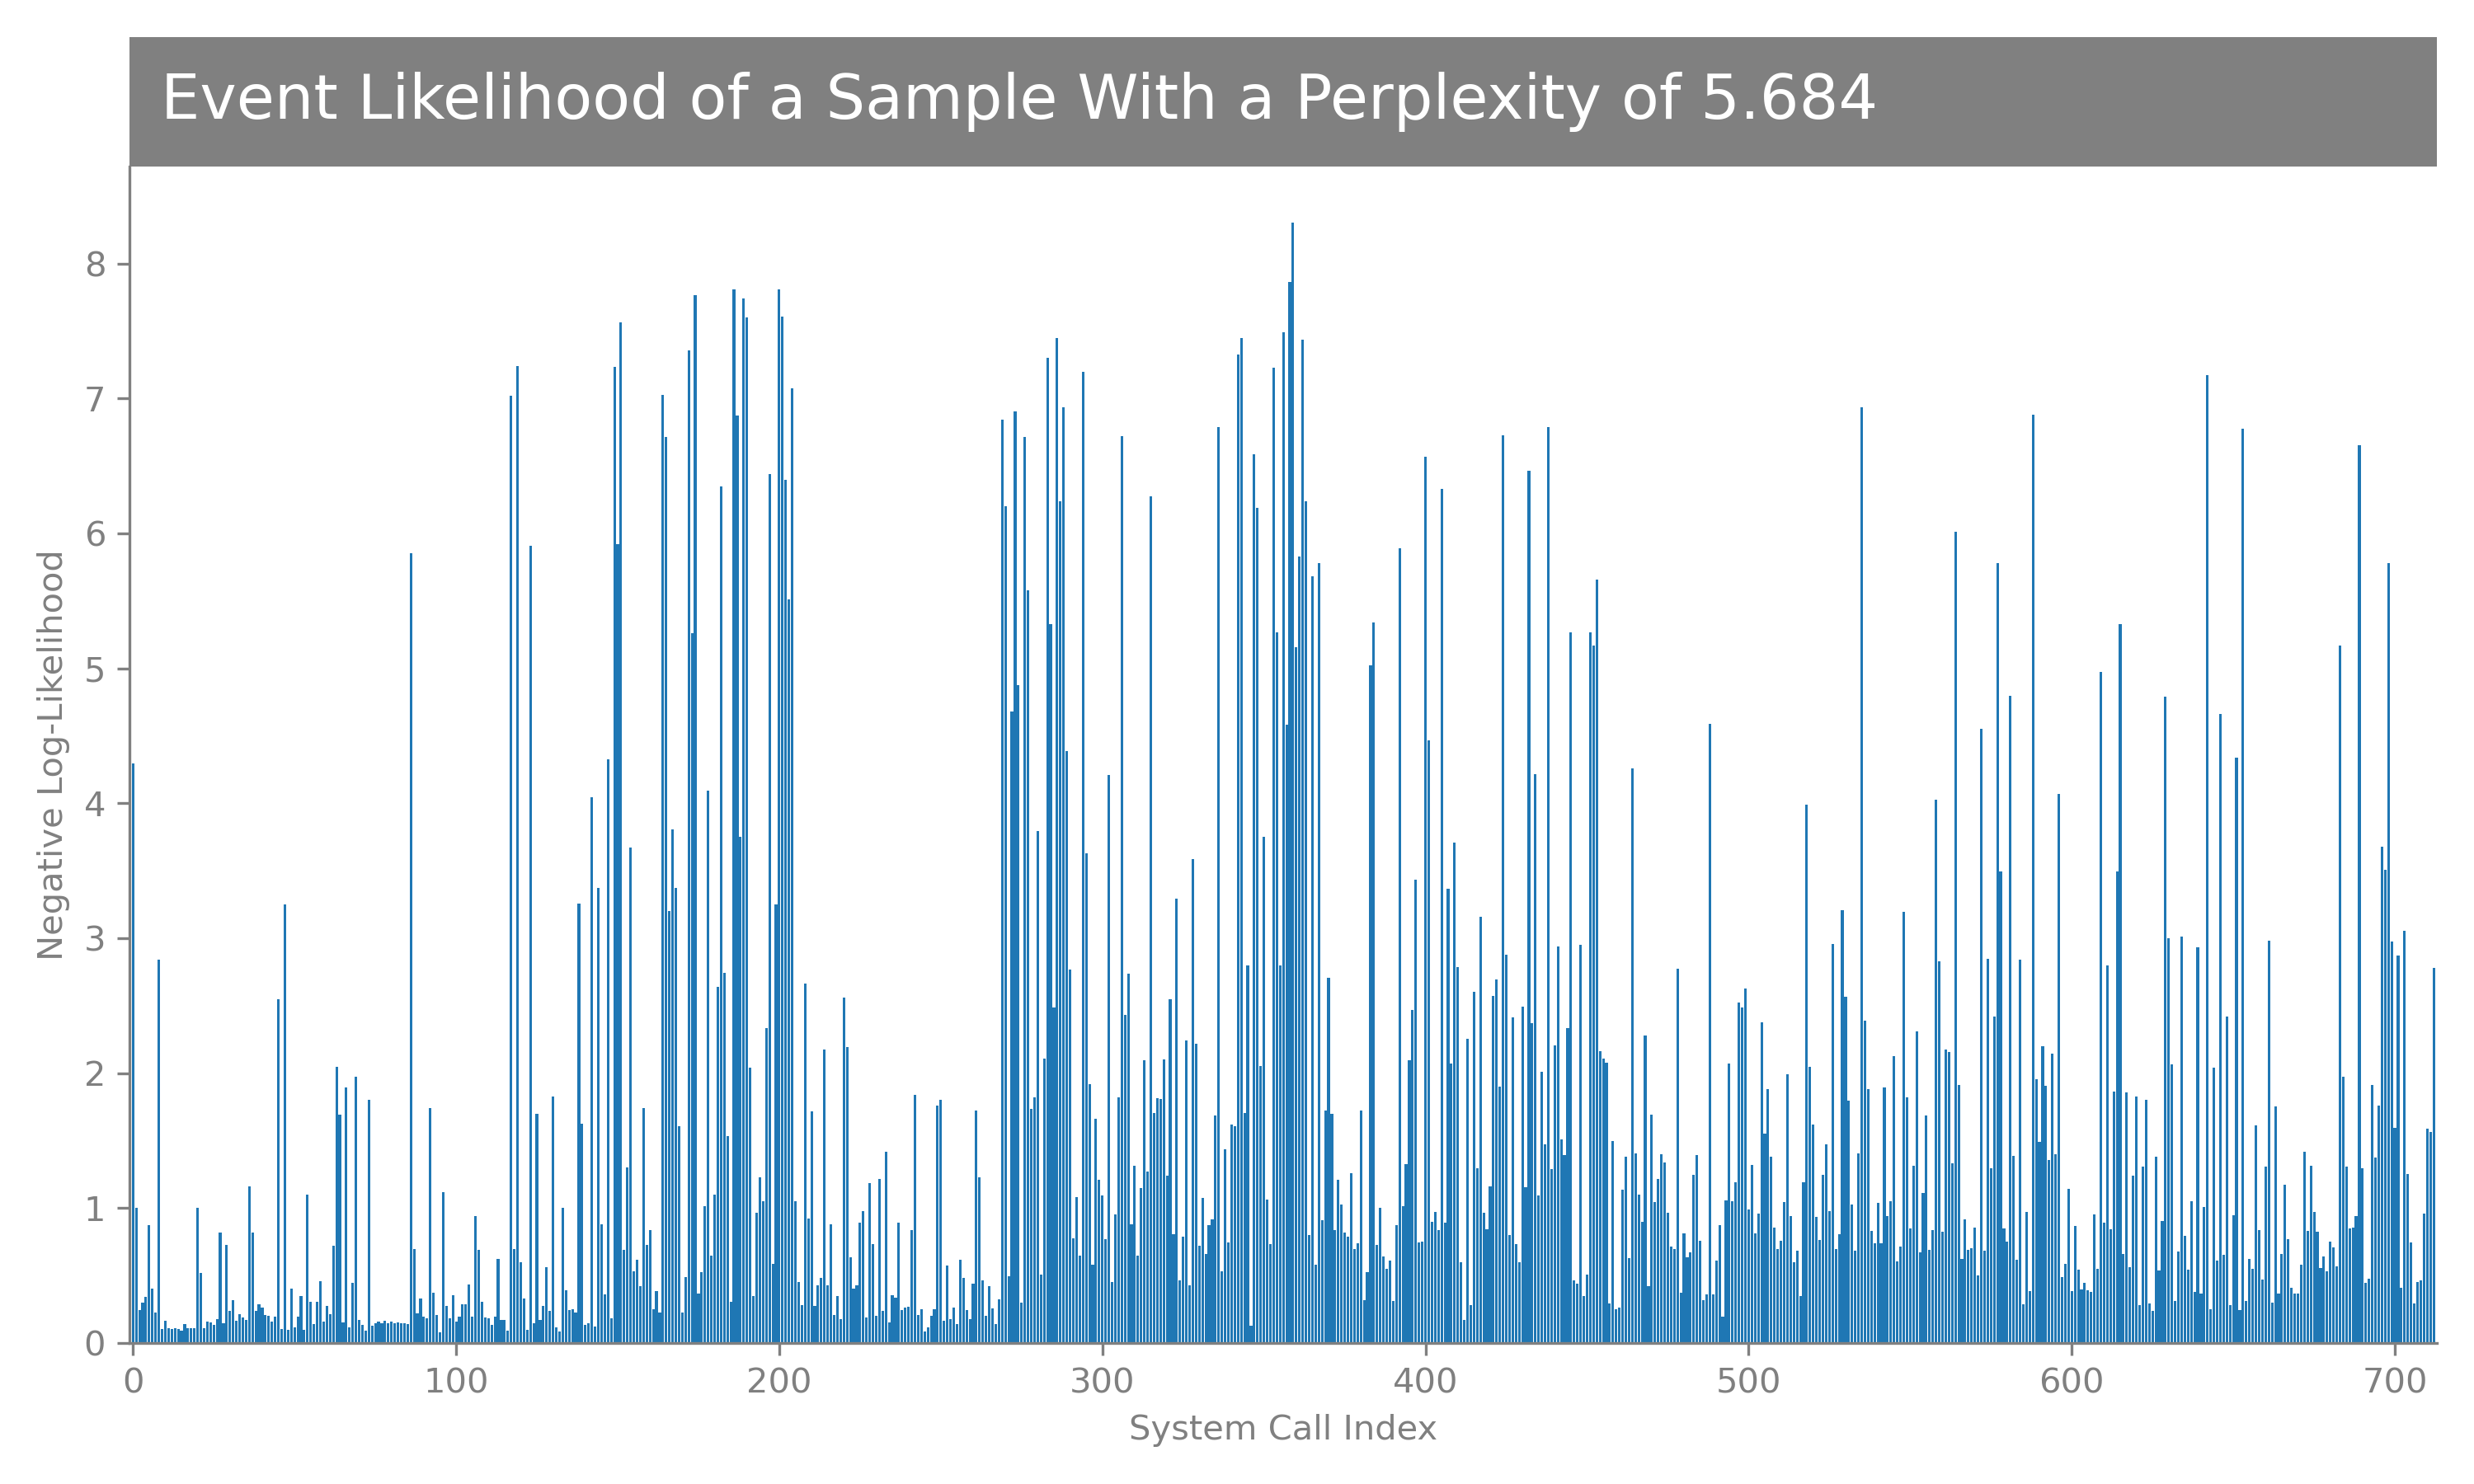 Event Likelihood of a Sample With a Perplexity of 5.684
8
7
6
5
4
3
2
1
0
Negative Log-Likelihood
0 100 200 300 400 500 600 700
System Call Index